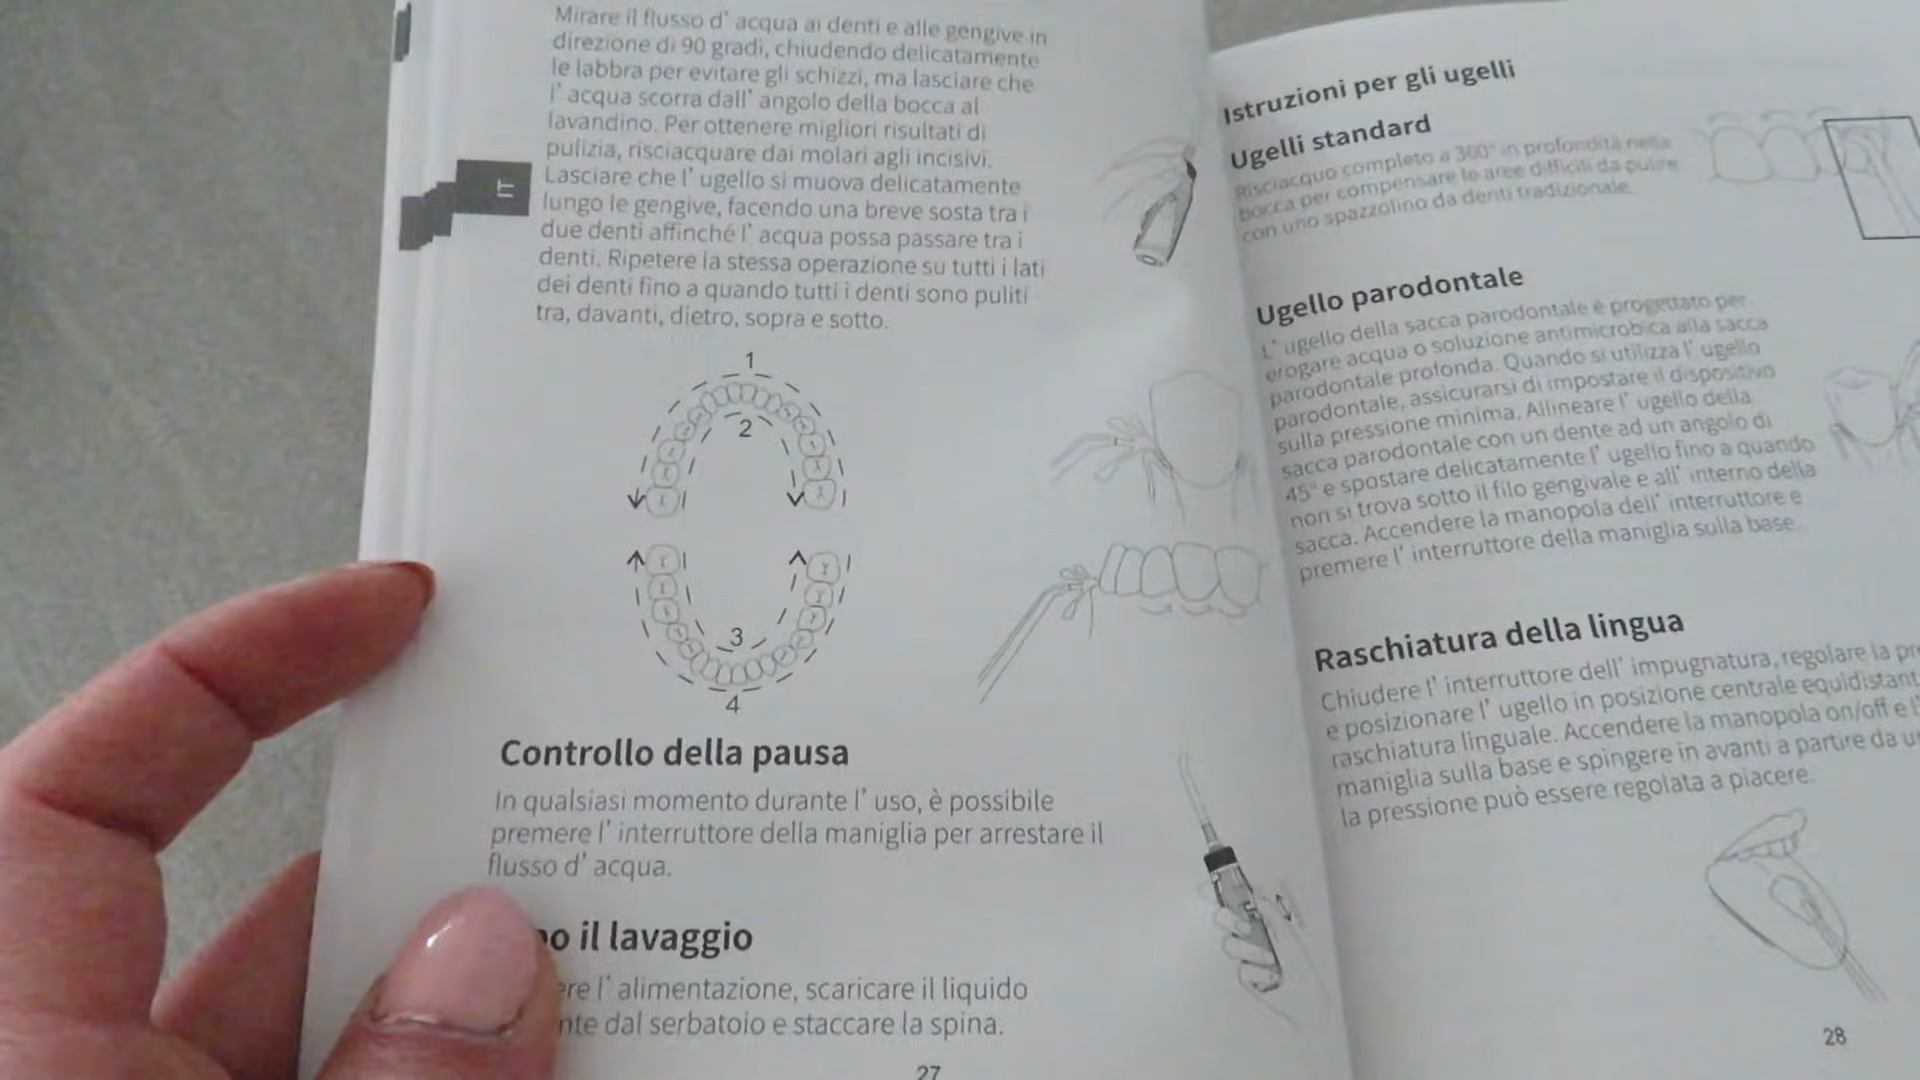 Mirare il flusso d' acqua ai denti e alle gengive in
direzione di 90 gradi, chiudendo delicatamente
le labbra per evitare gli schizzi, ma lasciare che
l' acqua scorra dall' angolo della bocca al
lavandino. Per ottenere migliori risultati di
pulizia, risciacquare dai molari agli incisivi.
Lasciare che l' ugello si muova delicatamente
lungo le gengive, facendo una breve sosta tra i
due denti affinché l' acqua possa passare tra i
denti. Ripetere la stessa operazione su tutti i lati
dei denti fino a quando tutti i denti sono puliti
tra, davanti, dietro, sopra e sotto.
IT
1
2
3
4
Controllo della pausa
In qualsiasi momento durante l' uso, è possibile
premere l' interruttore della maniglia per arrestare il
flusso d' acqua.
il lavaggio
l' alimentazione, scaricare il liquido
dal serbatoio e staccare la spina.
27
Istruzioni per gli ugelli
Ugelli standard
Risciacquo completo a 360° in profondità nella
bocca per compensare le aree difficili da pulire
con uno spazzolino da denti tradizionale.
Ugello parodontale
L' ugello della sacca parodontale è progettato per
erogare acqua o soluzione antimicrobica alla sacca
parodontale profonda. Quando si utilizza l' ugello
parodontale, assicurarsi di impostare il dispositivo
sulla pressione minima. Allineare l' ugello della
sacca parodontale con un dente ad un angolo di
45° e spostare delicatamente l' ugello fino a quando
non si trova sotto il filo gengivale e all' interno della
sacca. Accendere la manopola dell' interruttore e
premere l' interruttore della maniglia sulla base.
Raschiatura della lingua
Chiudere l' interruttore dell' impugnatura, regolare la
e posizionare l' ugello in posizione centrale
raschiatura linguale. Accendere la manopola on/off e
maniglia sulla base e spingere in avanti a partire da
la pressione può essere regolata a piacere.
28